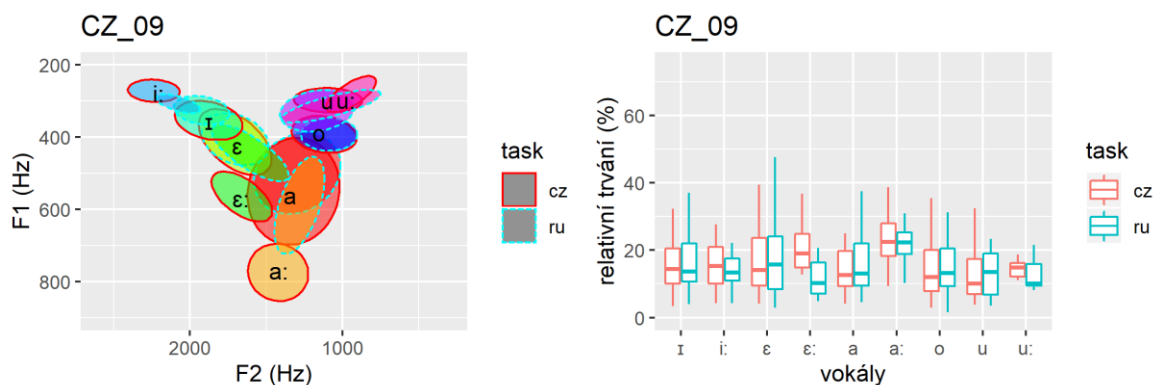 CZ_09
200
400
600
800
F1 (Hz)
2000
1000
F2 (Hz)
i:
ɪ
ɛ
ɛ:
a
a:
o
u
u:
task
cz
ru
CZ_09
60
40
20
0
relativní trvání (%)
ɪ i: ɛ ɛ: a a: o u u:
vokály
task
cz
ru